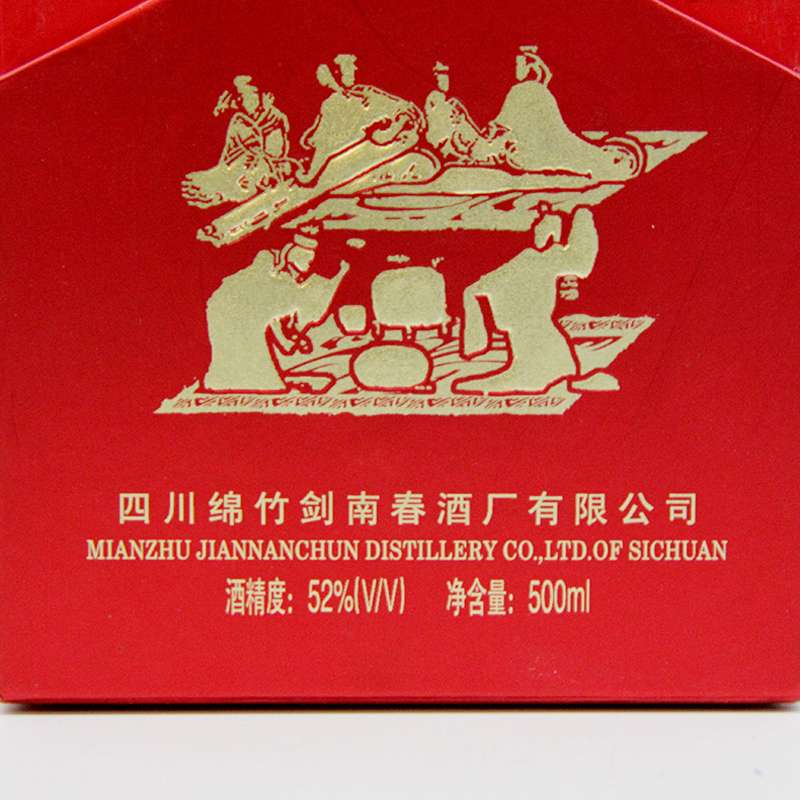 四川绵竹剑南春酒厂有限公司
MIANZHU JIANNANCHUN DISTILLERY CO.,LTD.OF SICHUAN
酒精度：52%(V/V) 净含量：500ml